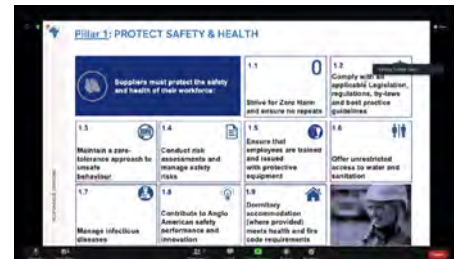 Pillar 1: PROTECT SAFETY & HEALTH
Suppliers must protect the safety
and health of their workforce:
1.1
0
Strive for Zero Harm
and ensure no repeats
1.2
Comply with all
applicable Legislation,
regulations, by-laws
and best practice
guidelines
1.3
Maintain a zero-
tolerance approach to
unsafe
behaviour
1.4
Conduct risk
assessments and
manage safety
risks
1.5
Ensure that
employees are trained
and issued
with protective
equipment
1.6
Offer unrestricted
access to water and
sanitation
1.7
Manage infectious
diseases
1.8
Contribute to Anglo
American safety
performance and
innovation
1.9
Dormitory
accommodation
(where provided)
meets health and fire
code requirements